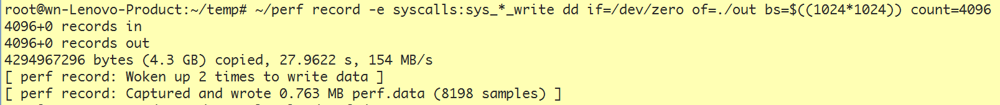 root@wn-Lenovo-Product:~/temp# ~/perf record -e syscalls:sys_*_write dd if=/dev/zero of=./out bs=$((1024*1024)) count=4096
4096+0 records in
4096+0 records out
4294967296 bytes (4.3 GB) copied, 27.9622 s, 154 MB/s
[ perf record: Woken up 2 times to write data ]
[ perf record: Captured and wrote 0.763 MB perf.data (8198 samples) ]